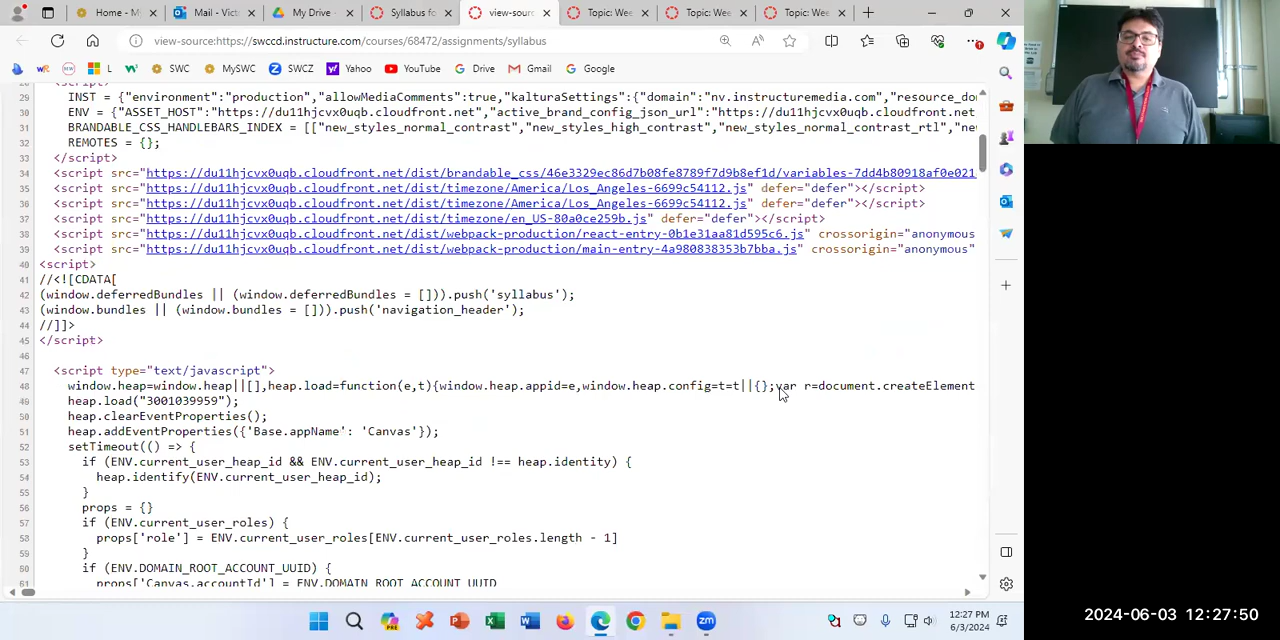 Home - My
Mail - Vict
My Drive -
Syllabus fo
view-sourc
Topic: Wee
Topic: Wee
Topic: Wee
view-source:https://swccd.instructure.com/courses/68472/assignments/syllabus
L
SWC
MySWC
SWCZ
Yahoo
YouTube
Drive
Gmail
Google
29 INST = {"environment":"production","allowMediaComments":true,"kalturaSettings":{"domain":"nv.instructuremedia.com","resource_do
30 ENV = {"ASSET_HOST":"https://du11hjcvx0uqb.cloudfront.net","active_brand_config_json_url":"https://du11hjcvx0uqb.cloudfront.net
31 BRANDABLE_CSS_HANDLEBARS_INDEX = [["new_styles_normal_contrast","new_styles_high_contrast","new_styles_normal_contrast_rtl","ne
32 REMOTES = {};
33 </script>
34 <script src="https://du11hjcvx0uqb.cloudfront.net/dist/brandable_css/46e3329ec86d7b08fe8789f7d9b8ef1d/variables-7dd4b80918af0e021
35 <script src="https://du11hjcvx0uqb.cloudfront.net/dist/timezone/America/Los_Angeles-6699c54112.js" defer="defer"></script>
36 <script src="https://du11hjcvx0uqb.cloudfront.net/dist/timezone/America/Los_Angeles-6699c54112.js" defer="defer"></script>
37 <script src="https://du11hjcvx0uqb.cloudfront.net/dist/timezone/en_US-80a0ce259b.js" defer="defer"></script>
38 <script src="https://du11hjcvx0uqb.cloudfront.net/dist/webpack-production/react-entry-0b1e31aa81d595c6.js" crossorigin="anonymous
39 <script src="https://du11hjcvx0uqb.cloudfront.net/dist/webpack-production/main-entry-4a980838353b7bba.js" crossorigin="anonymous"
40 <script>
41 //<![CDATA[
42 (window.deferredBundles || (window.deferredBundles = [])).push('syllabus');
43 (window.bundles || (window.bundles = [])).push('navigation_header');
44 //]]>
45 </script>
46
47 <script type="text/javascript">
48 window.heap=window.heap||[],heap.load=function(e,t){window.heap.appid=e,window.heap.config=t=t||{};var r=document.createElement
49 heap.load("3001039959");
50 heap.clearEventProperties();
51 heap.addEventProperties({'Base.appName': 'Canvas'});
52 setTimeout(() => {
53 if (ENV.current_user_heap_id && ENV.current_user_heap_id !== heap.identity) {
54 heap.identify(ENV.current_user_heap_id);
55 }
56 props = {}
57 if (ENV.current_user_roles) {
58 props['role'] = ENV.current_user_roles[ENV.current_user_roles.length - 1]
59 }
60 if (ENV.DOMAIN_ROOT_ACCOUNT_UUID) {
61 props['Canvas.accountId'] = ENV.DOMAIN_ROOT_ACCOUNT_UUID
12:27 PM
6/3/2024
2024-06-03 12:27:50